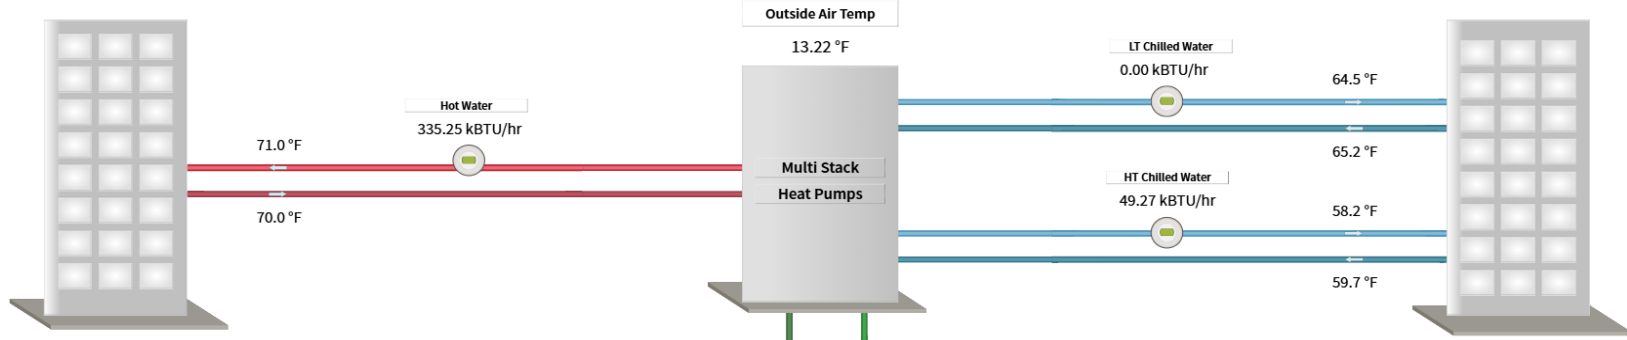 Outside Air Temp
13.22 °F
Hot Water
335.25 kBTU/hr
71.0 °F
70.0 °F
Multi Stack
Heat Pumps
LT Chilled Water
0.00 kBTU/hr
64.5 °F
65.2 °F
HT Chilled Water
49.27 kBTU/hr
58.2 °F
59.7 °F